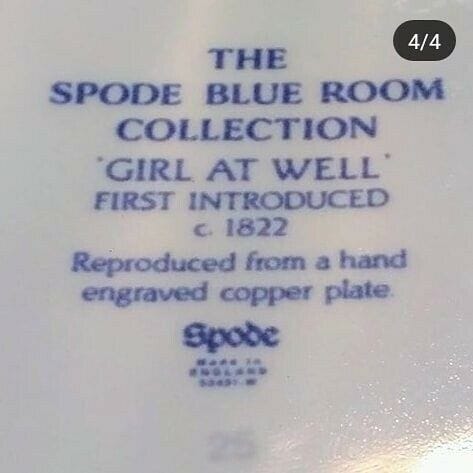 4/4
THE
SPODE BLUE ROOM
COLLECTION
'GIRL AT WELL'
FIRST INTRODUCED
c. 1822
Reproduced from a hand
engraved copper plate.
Spode
Made in
ENGLAND
25